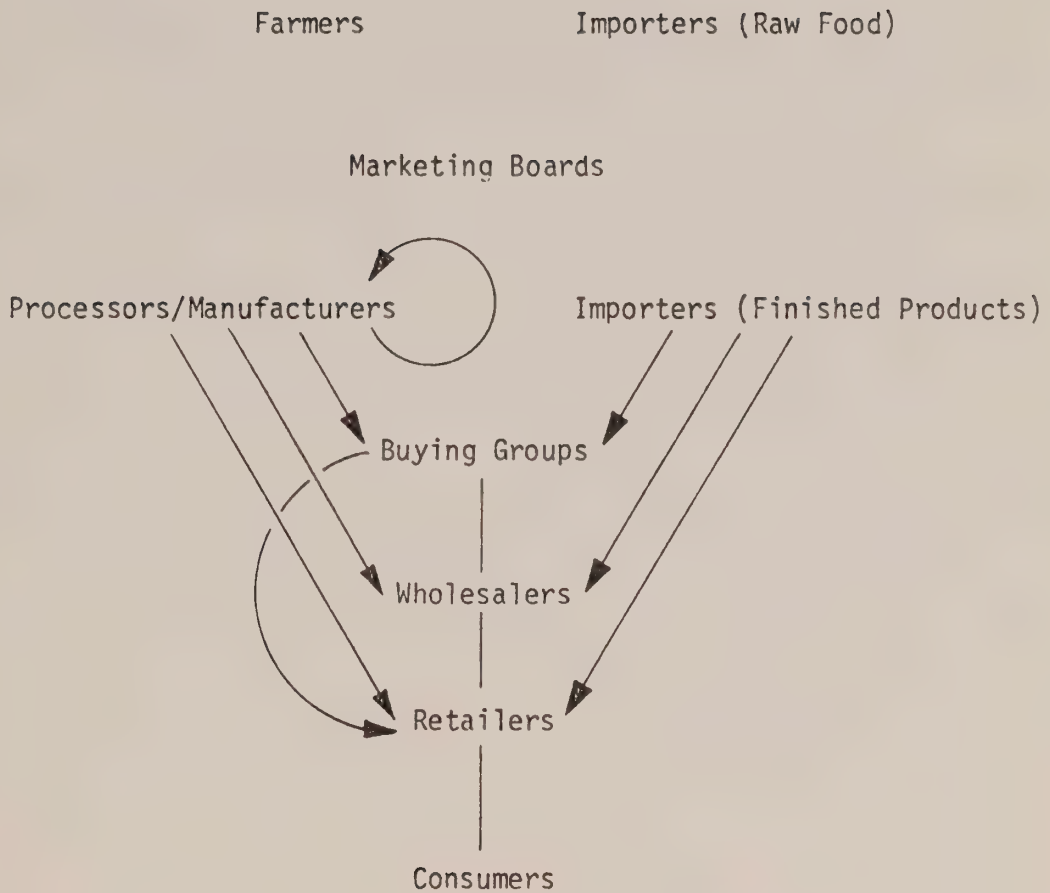 Farmers
Importers (Raw Food)
Marketing Boards
Processors/Manufacturers
Importers (Finished Products)
Buying Groups
Wholesalers
Retailers
Consumers